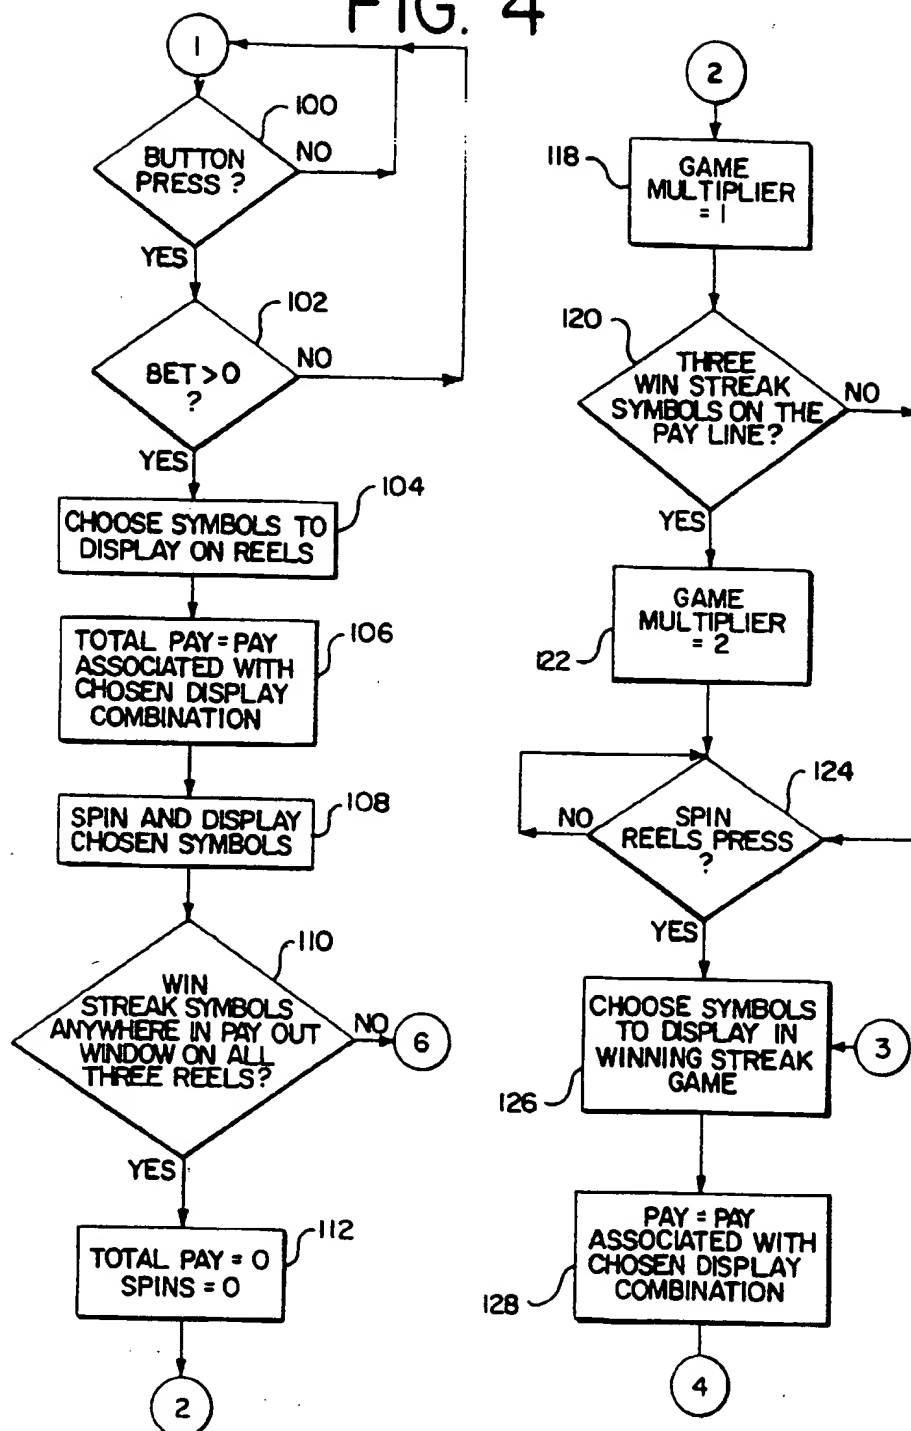 FIG. 4
1
100
BUTTON
PRESS ?
NO
YES
102
BET > 0
?
NO
YES
104
CHOOSE SYMBOLS TO
DISPLAY ON REELS
106
TOTAL PAY = PAY
ASSOCIATED WITH
CHOSEN DISPLAY
COMBINATION
108
SPIN AND DISPLAY
CHOSEN SYMBOLS
110
WIN
STREAK SYMBOLS
ANYWHERE IN PAY OUT
WINDOW ON ALL
THREE REELS?
NO
6
YES
112
TOTAL PAY = 0
SPINS = 0
2
2
118
GAME
MULTIPLIER
= 1
120
THREE
WIN STREAK
SYMBOLS ON THE
PAY LINE?
NO
YES
GAME
MULTIPLIER
= 2
122
124
SPIN
REELS PRESS
?
NO
YES
CHOOSE SYMBOLS
TO DISPLAY IN
WINNING STREAK
GAME
3
126
PAY = PAY
ASSOCIATED WITH
CHOSEN DISPLAY
COMBINATION
128
4